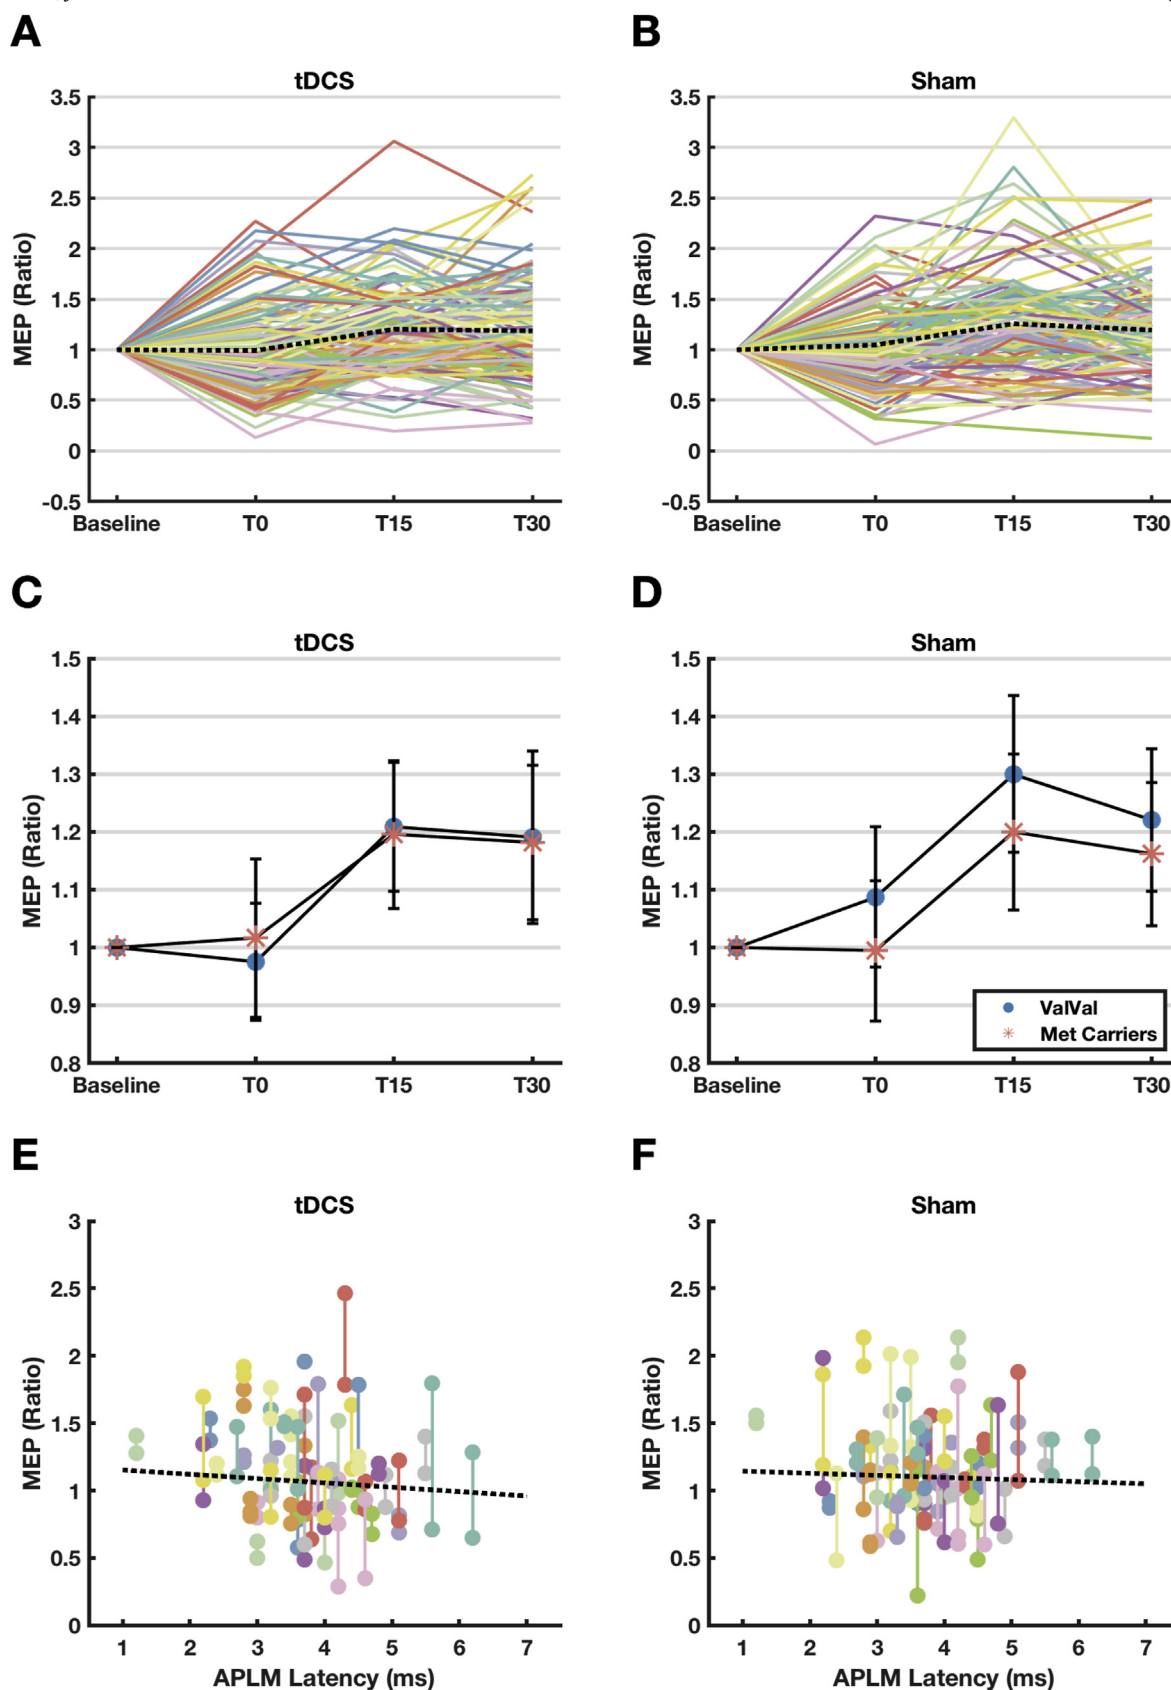 A
B
tDCS
Sham
MEP (Ratio)
3.5
3
2.5
2
1.5
1
0.5
0
-0.5
Baseline
T0
T15
T30
MEP (Ratio)
3.5
3
2.5
2
1.5
1
0.5
0
-0.5
Baseline
T0
T15
T30
C
D
tDCS
Sham
MEP (Ratio)
1.5
1.4
1.3
1.2
1.1
1
0.9
0.8
Baseline
T0
T15
T30
MEP (Ratio)
1.5
1.4
1.3
1.2
1.1
1
0.9
0.8
ValVal
Met Carriers
Baseline
T0
T15
T30
E
F
tDCS
Sham
MEP (Ratio)
3
2.5
2
1.5
1
0.5
0
1
2
3
4
5
6
7
APLM Latency (ms)
MEP (Ratio)
3
2.5
2
1.5
1
0.5
0
1
2
3
4
5
6
7
APLM Latency (ms)